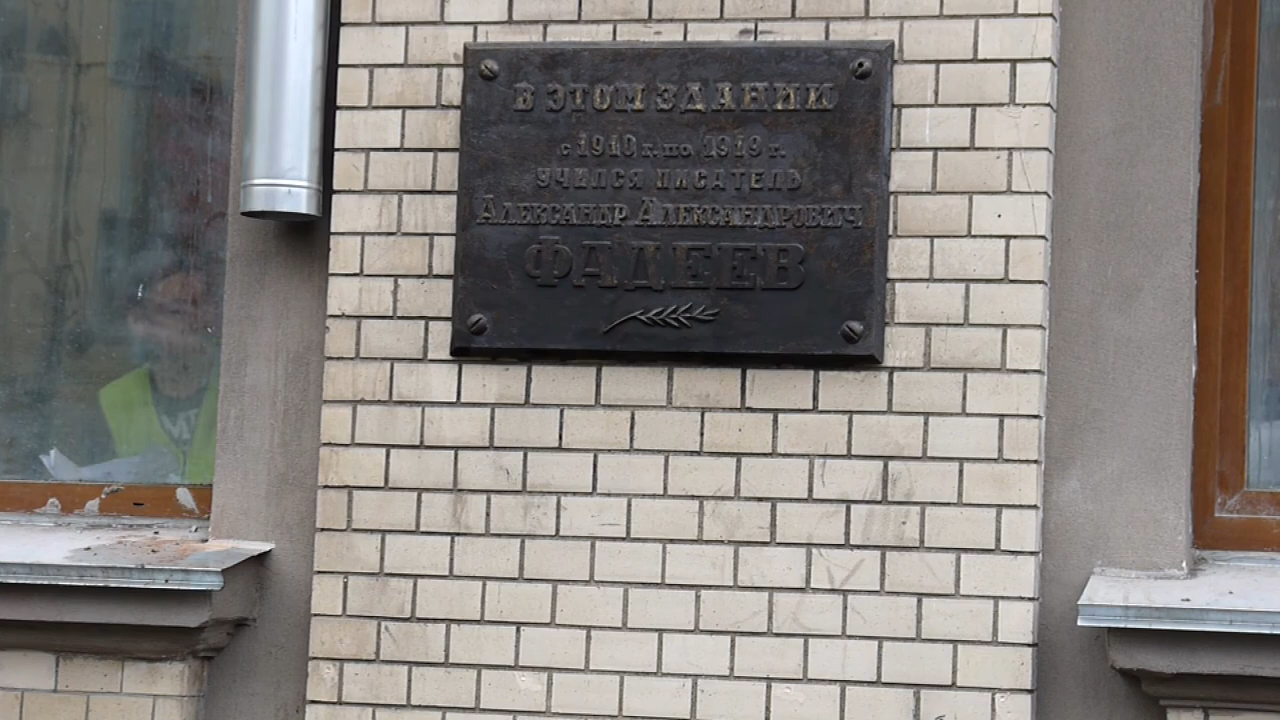 В ЭТОМ ЗДАНИИ
с 1910 г. по 1919 г.
УЧИЛСЯ ПИСАТЕЛЬ
АЛЕКСАНДР АЛЕКСАНДРОВИЧ
ФАДЕЕВ